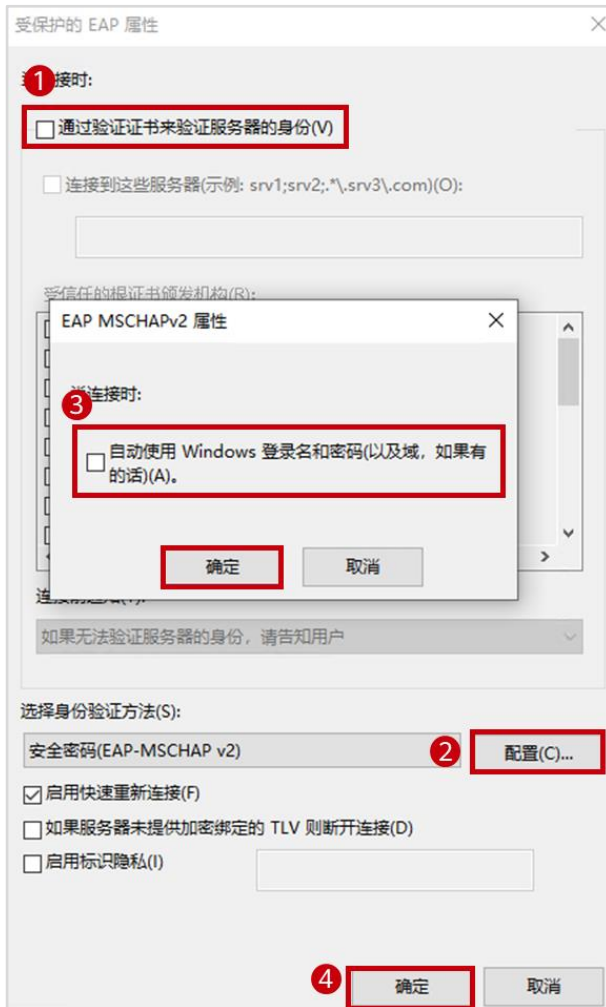 受保护的 EAP 属性
1
接时:
通过验证证书来验证服务器的身份(V)
连接到这些服务器(示例: srv1;srv2;.*\.srv3\.com)(O):
受信任的根证书颁发机构(R):
EAP MSCHAPv2 属性
3
当连接时:
自动使用 Windows 登录名和密码(以及域，如果有
的话)(A)。
确定
取消
如果无法验证服务器的身份，请告知用户
选择身份验证方法(S):
安全密码(EAP-MSCHAP v2)
2
配置(C)...
启用快速重新连接(F)
如果服务器未提供加密绑定的 TLV 则断开连接(D)
启用标识隐私(I)
4
确定
取消